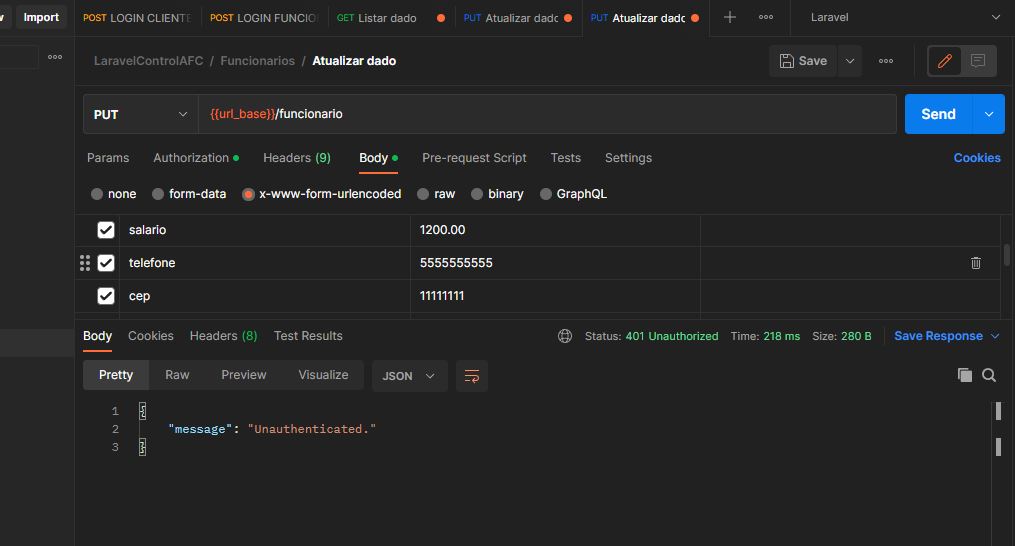 Import
POST LOGIN CLIENTE
POST LOGIN FUNCIO
GET Listar dado
PUT Atualizar dado
PUT Atualizar dado
Laravel
LaravelControlAFC / Funcionarios / Atualizar dado
Save
PUT
{{url_base}}/funcionario
Send
Params Authorization Headers (9) Body Pre-request Script Tests Settings Cookies
none form-data x-www-form-urlencoded raw binary GraphQL
salario 1200.00
telefone 5555555555
cep 11111111
Body Cookies Headers (8) Test Results Status: 401 Unauthorized Time: 218 ms Size: 280 B Save Response
Pretty Raw Preview Visualize JSON
1 {
2 "message": "Unauthenticated."
3 }